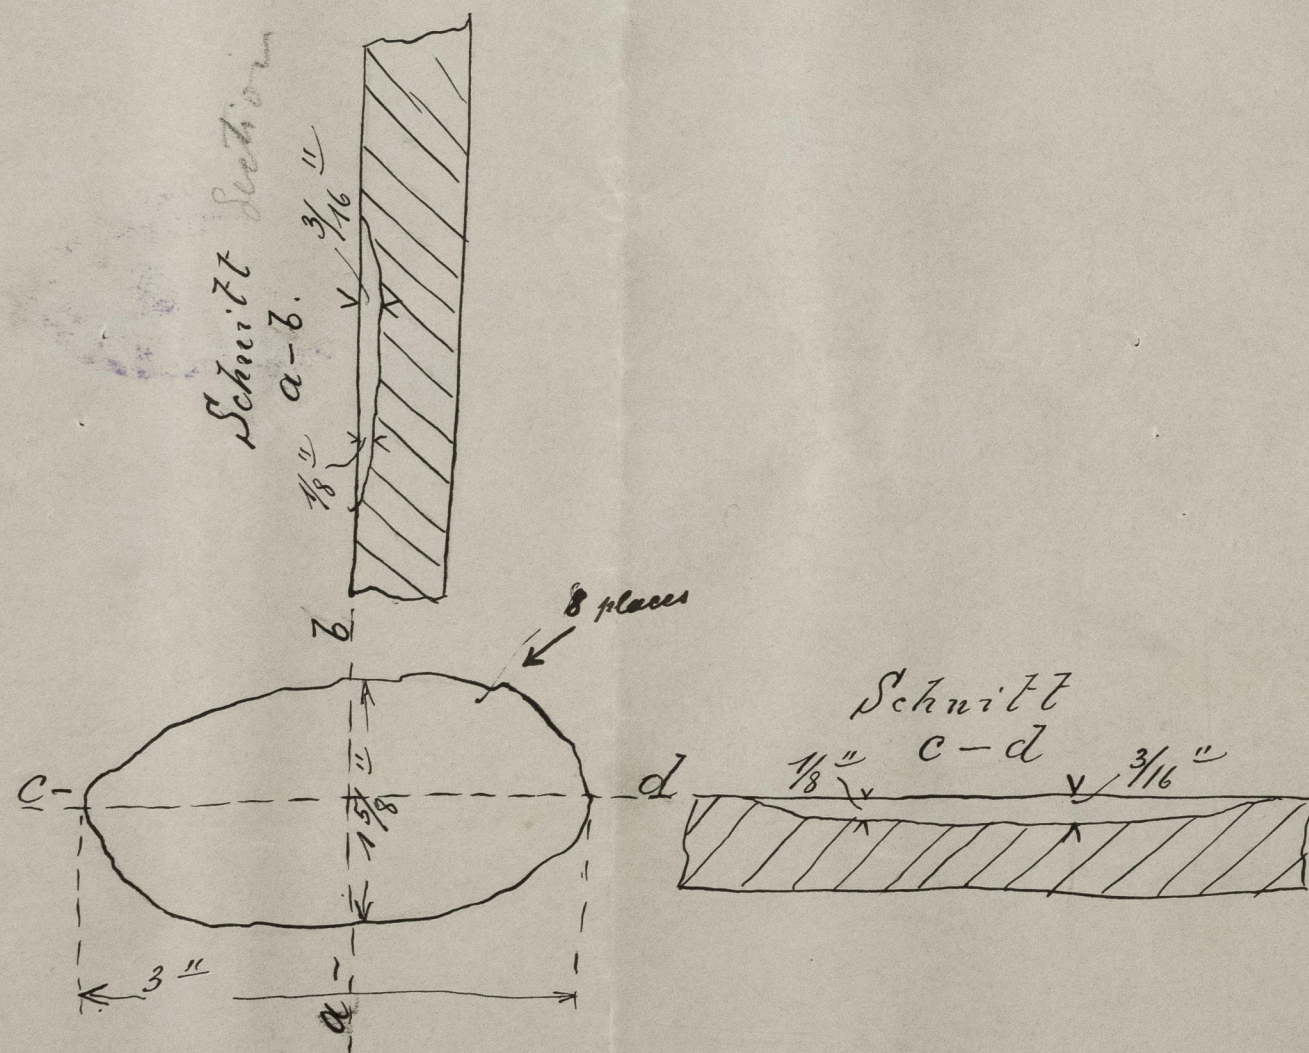 Section
Schnitt
a-b.
3/16"
1/8"
b
8 places
c-
d
1 5/8"
3"
a-
Schnitt
c-d
1/8"
3/16"